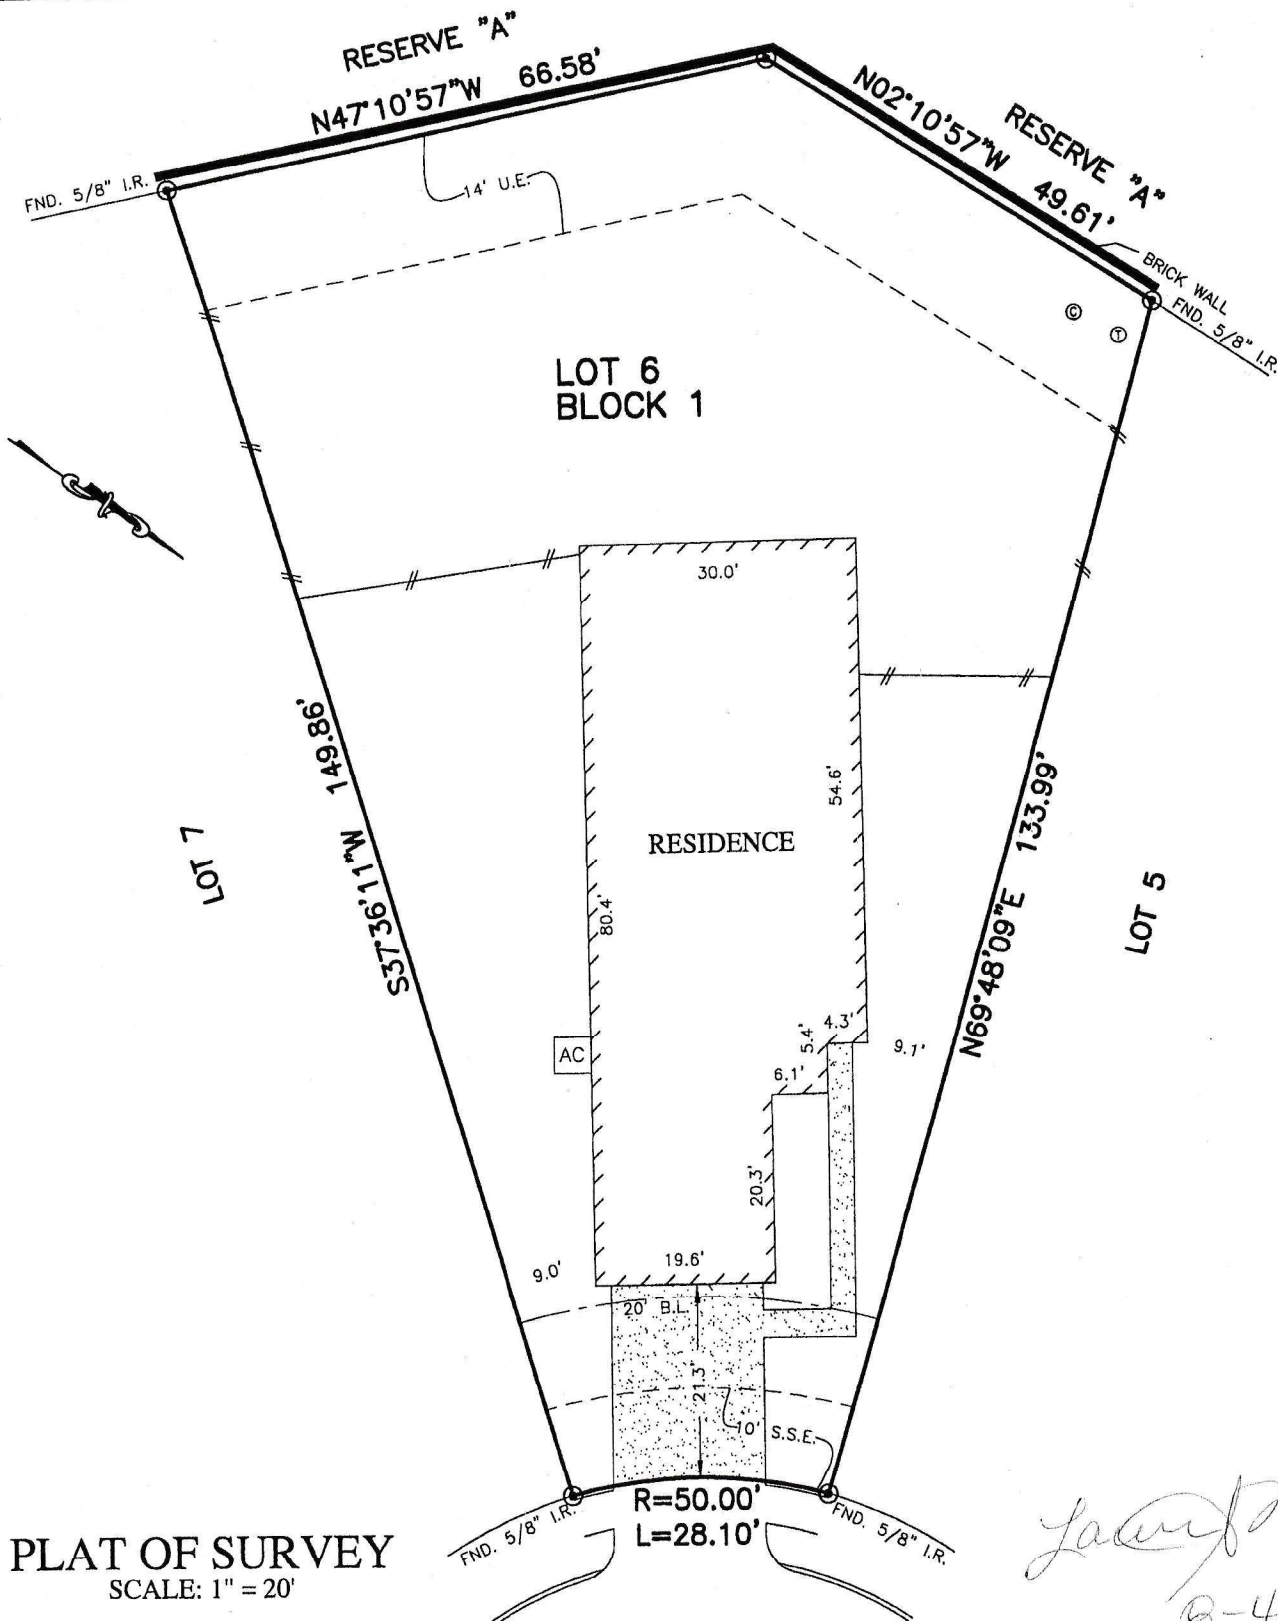 RESERVE "A"
N47°10'57"W 66.58'
N02°10'57"W 49.61'
RESERVE "A"
FND. 5/8" I.R.
14' U.E.
BRICK WALL
FND. 5/8" I.R.
C
T
LOT 6
BLOCK 1
30.0'
S37°36'11"W 149.86'
54.6'
N69°48'09"E 133.99'
RESIDENCE
LOT 7
80.4'
LOT 5
4.3'
5.4'
9.1'
AC
6.1'
20.3'
9.0'
19.6'
20' B.L.
21.3'
10' S.S.E.
R=50.00'
L=28.10'
FND. 5/8" I.R.
FND. 5/8" I.R.
PLAT OF SURVEY
SCALE: 1" = 20'